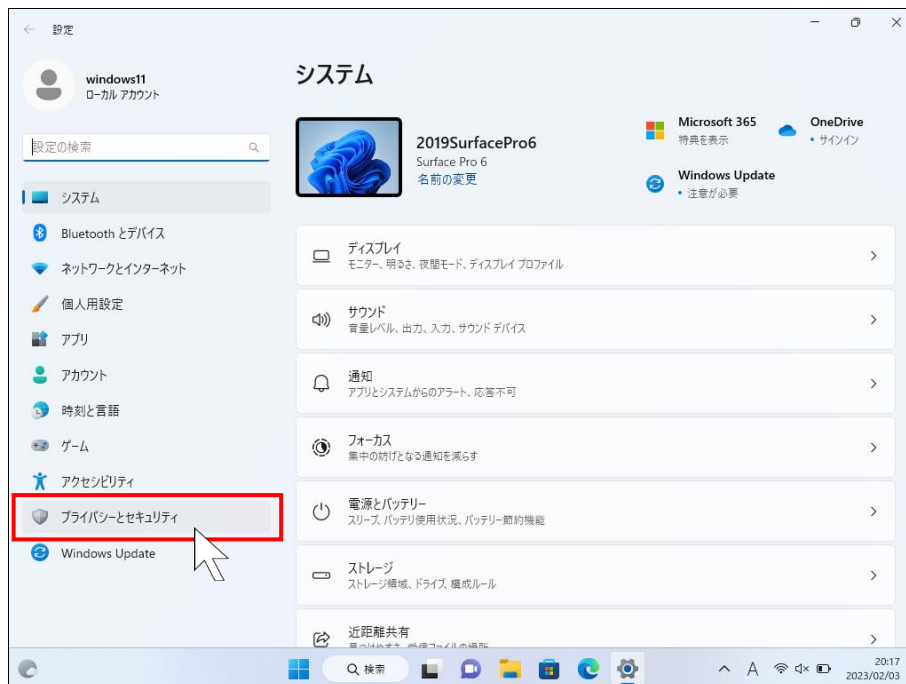 設定
windows11
ローカル アカウント
設定の検索
システム
Bluetooth とデバイス
ネットワークとインターネット
個人用設定
アプリ
アカウント
時刻と言語
ゲーム
アクセシビリティ
プライバシーとセキュリティ
Windows Update
システム
2019SurfacePro6
Surface Pro 6
名前の変更
Microsoft 365
特典を表示
OneDrive
• サインイン
Windows Update
• 注意が必要
ディスプレイ
モニター、明るさ、夜間モード、ディスプレイ プロファイル
サウンド
音量レベル、出力、入力、サウンド デバイス
通知
アプリとシステムからのアラート、応答不可
フォーカス
集中の妨げとなる通知を減らす
電源とバッテリー
スリープ、バッテリ使用状況、バッテリー節約機能
ストレージ
ストレージ領域、ドライブ、構成ルール
近距離共有
検索
A
20:17
2023/02/03